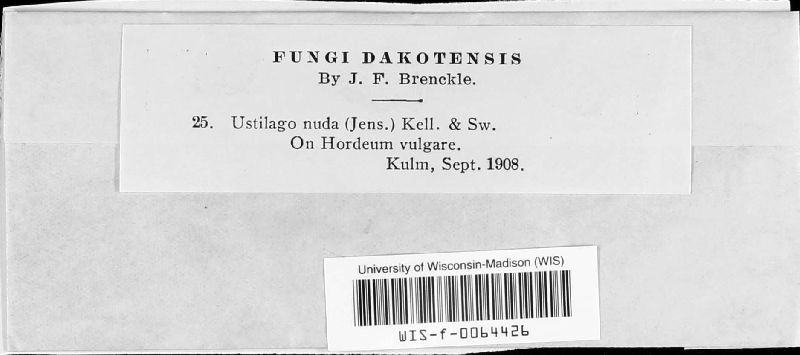 FUNGI DAKOTENSIS
By J. F. Brenckle.
25. Ustilago nuda (Jens.) Kell. & Sw.
On Hordeum vulgare.
Kulm, Sept. 1908.
University of Wisconsin-Madison (WIS)
WIS-f-0064426